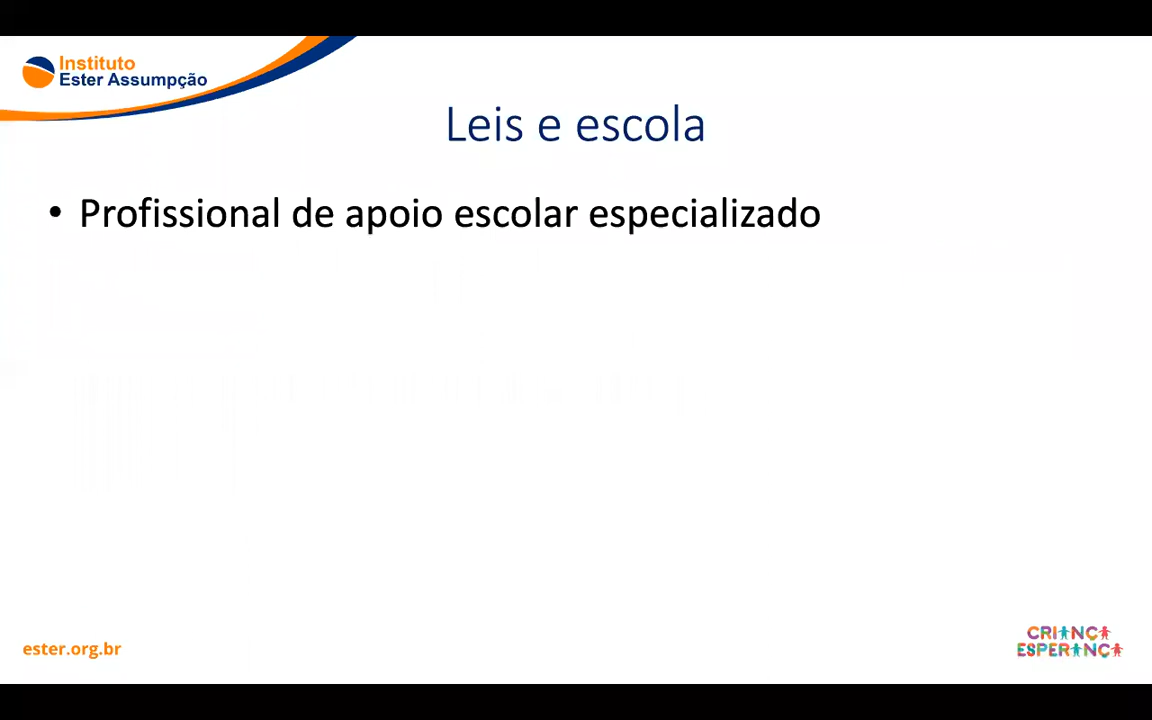 Instituto
Ester Assumpção
Leis e escola
• Profissional de apoio escolar especializado
ester.org.br
CRIANÇA
ESPERANÇA